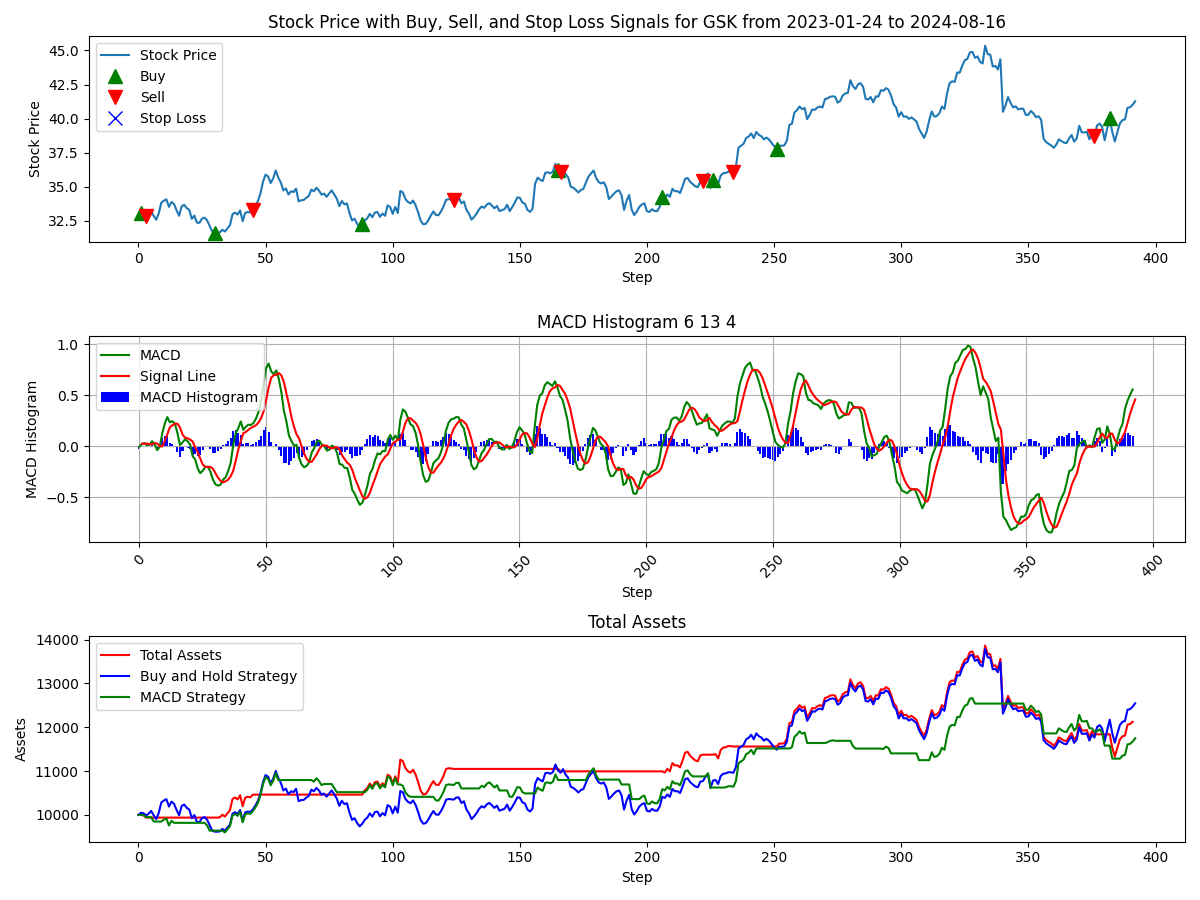 Stock Price with Buy, Sell, and Stop Loss Signals for GSK from 2023-01-24 to 2024-08-16
Stock Price
45.0
42.5
40.0
37.5
35.0
32.5
Stock Price
Buy
Sell
Stop Loss
0 50 100 150 200 250 300 350 400
Step
MACD Histogram 6 13 4
MACD Histogram
1.0
0.5
0.0
−0.5
MACD
Signal Line
MACD Histogram
0 50 100 150 200 250 300 350 400
Step
Total Assets
Assets
14000
13000
12000
11000
10000
Total Assets
Buy and Hold Strategy
MACD Strategy
0 50 100 150 200 250 300 350 400
Step